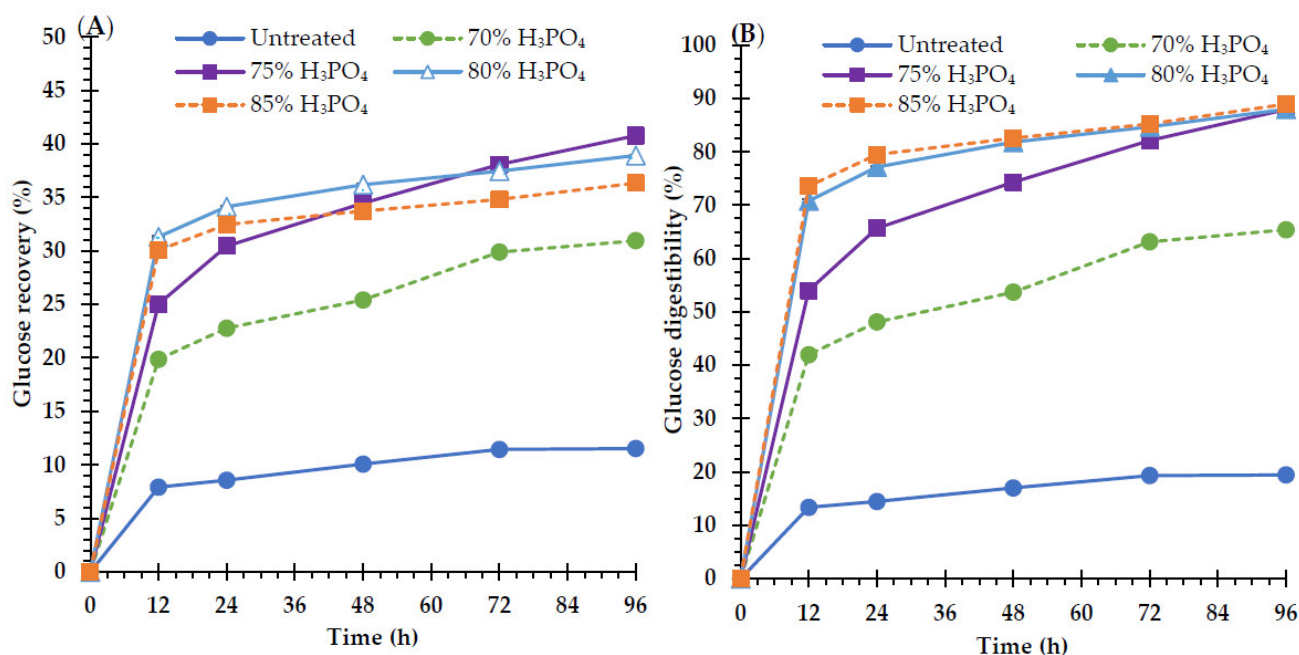 (A)
Untreated
70% H₃PO₄
75% H₃PO₄
80% H₃PO₄
85% H₃PO₄
Glucose recovery (%)
50
45
40
35
30
25
20
15
10
5
0
0 12 24 36 48 60 72 84 96
Time (h)
(B)
Untreated
70% H₃PO₄
75% H₃PO₄
80% H₃PO₄
85% H₃PO₄
Glucose digestibility (%)
100
90
80
70
60
50
40
30
20
10
0
0 12 24 36 48 60 72 84 96
Time (h)